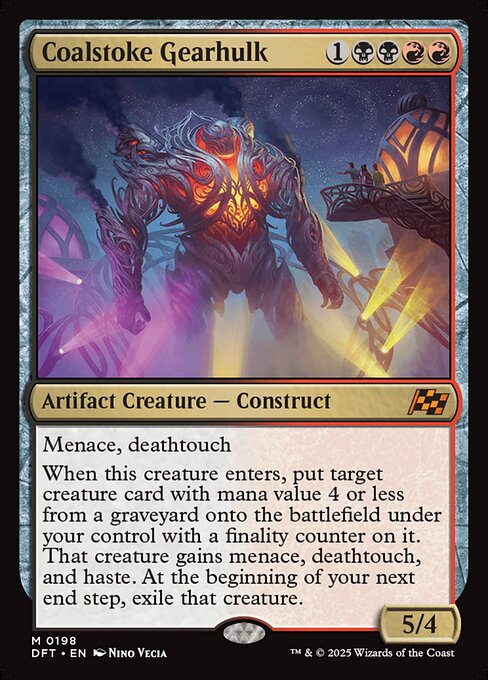 Coalstoke Gearhulk 1
Artifact Creature — Construct
Menace, deathtouch
When this creature enters, put target
creature card with mana value 4 or less
from a graveyard onto the battlefield under
your control with a finality counter on it.
That creature gains menace, deathtouch,
and haste. At the beginning of your next
end step, exile that creature.
5/4
M 0198
DFT • EN NINO VECIA
™ & © 2025 Wizards of the Coast